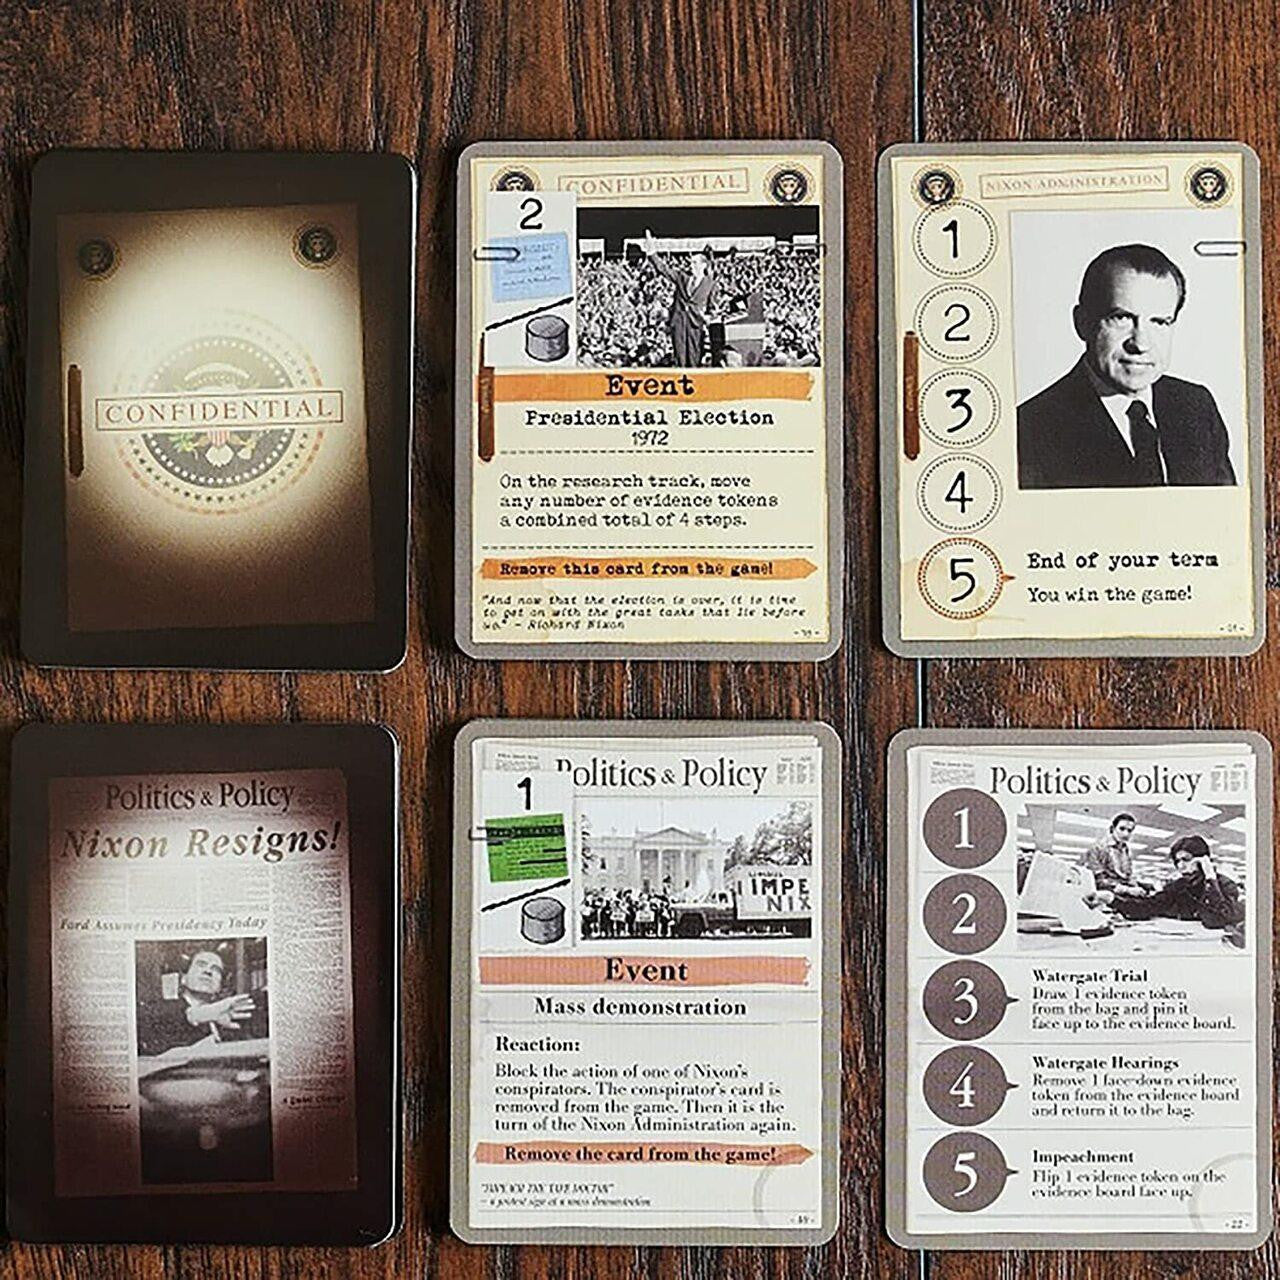 CONFIDENTIAL
CONFIDENTIAL
2
Event
Presidential Election
1972
On the research track, move
any number of evidence tokens
a combined total of 4 steps.
Remove this card from the game!
"And now that the election is over, it is time
to get on with the great tasks that lie before
us." - Richard Nixon
NIXON ADMINISTRATION
1
2
3
4
5
End of your term
You win the game!
Politics & Policy
Nixon Resigns!
Ford Assumes Presidency Today
Politics & Policy
1
IMPE
NIX
Event
Mass demonstration
Reaction:
Block the action of one of Nixon's
conspirators. The conspirator's card is
removed from the game. Then it is the
turn of the Nixon Administration again.
Remove the card from the game!
- a protest sign at a mass demonstration
Politics & Policy
1
2
3
Watergate Trial
Draw 1 evidence token
from the bag and pin it
face up to the evidence board.
4
Watergate Hearings
Remove 1 face-down evidence
token from the evidence board
and return it to the bag.
5
Impeachment
Flip 1 evidence token on the
evidence board face up.
- 22 -